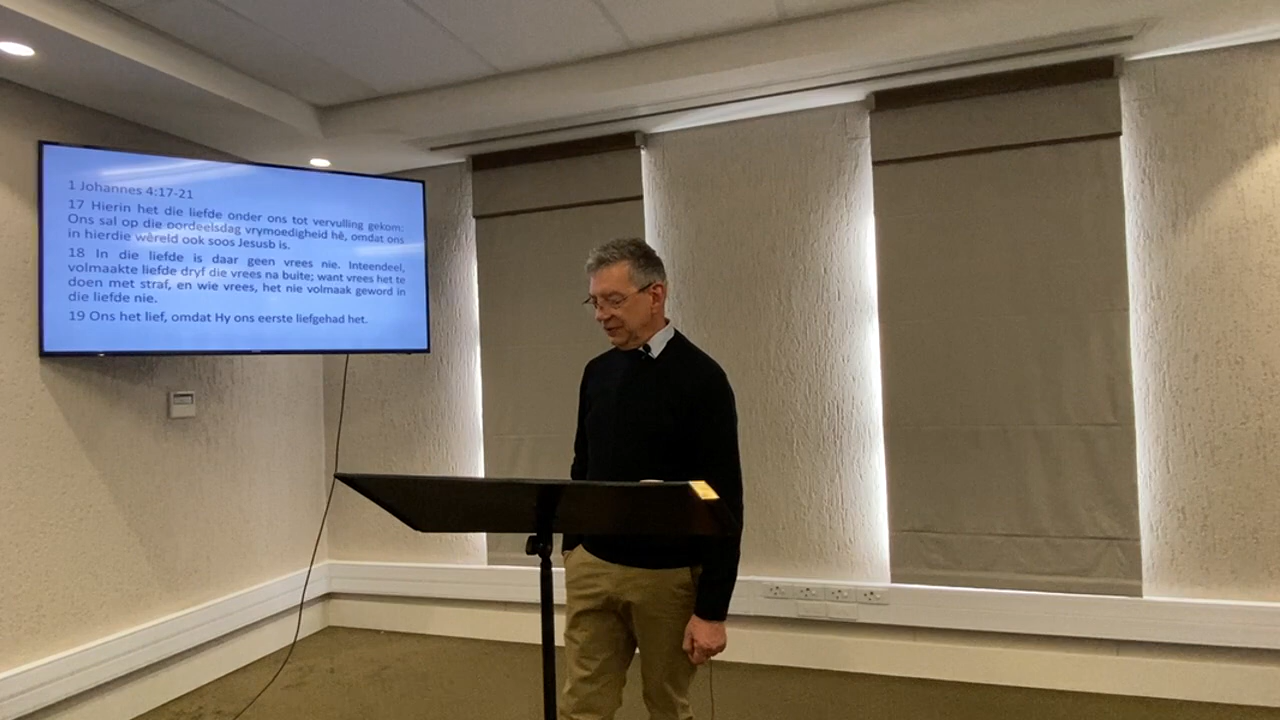 1 Johannes 4:17-21
17 Hierin het die liefde onder ons tot vervulling gekom:
Ons sal op die oordeelsdag vrymoedigheid hê, omdat ons
in hierdie wêreld ook soos Jesusb is.
18 In die liefde is daar geen vrees nie. Inteendeel,
volmaakte liefde dryf die vrees na buite; want vrees het te
doen met straf, en wie vrees, het nie volmaak geword in
die liefde nie.
19 Ons het lief, omdat Hy ons eerste liefgehad het.